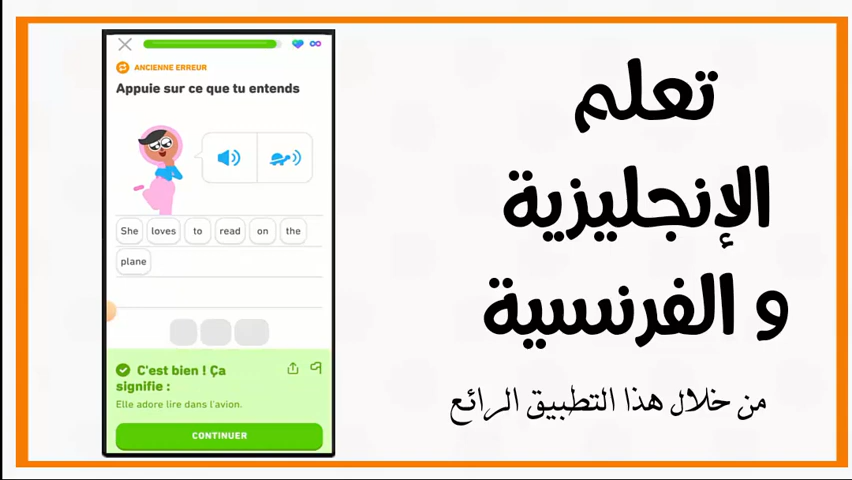 ANCIENNE ERREUR
Appuie sur ce que tu entends
She loves to read on the
plane
C'est bien ! Ça
signifie :
Elle adore lire dans l'avion.
CONTINUER
تعلم
الإنجليزية
و الفرنسية
من خلال هذا التطبيق الرائع